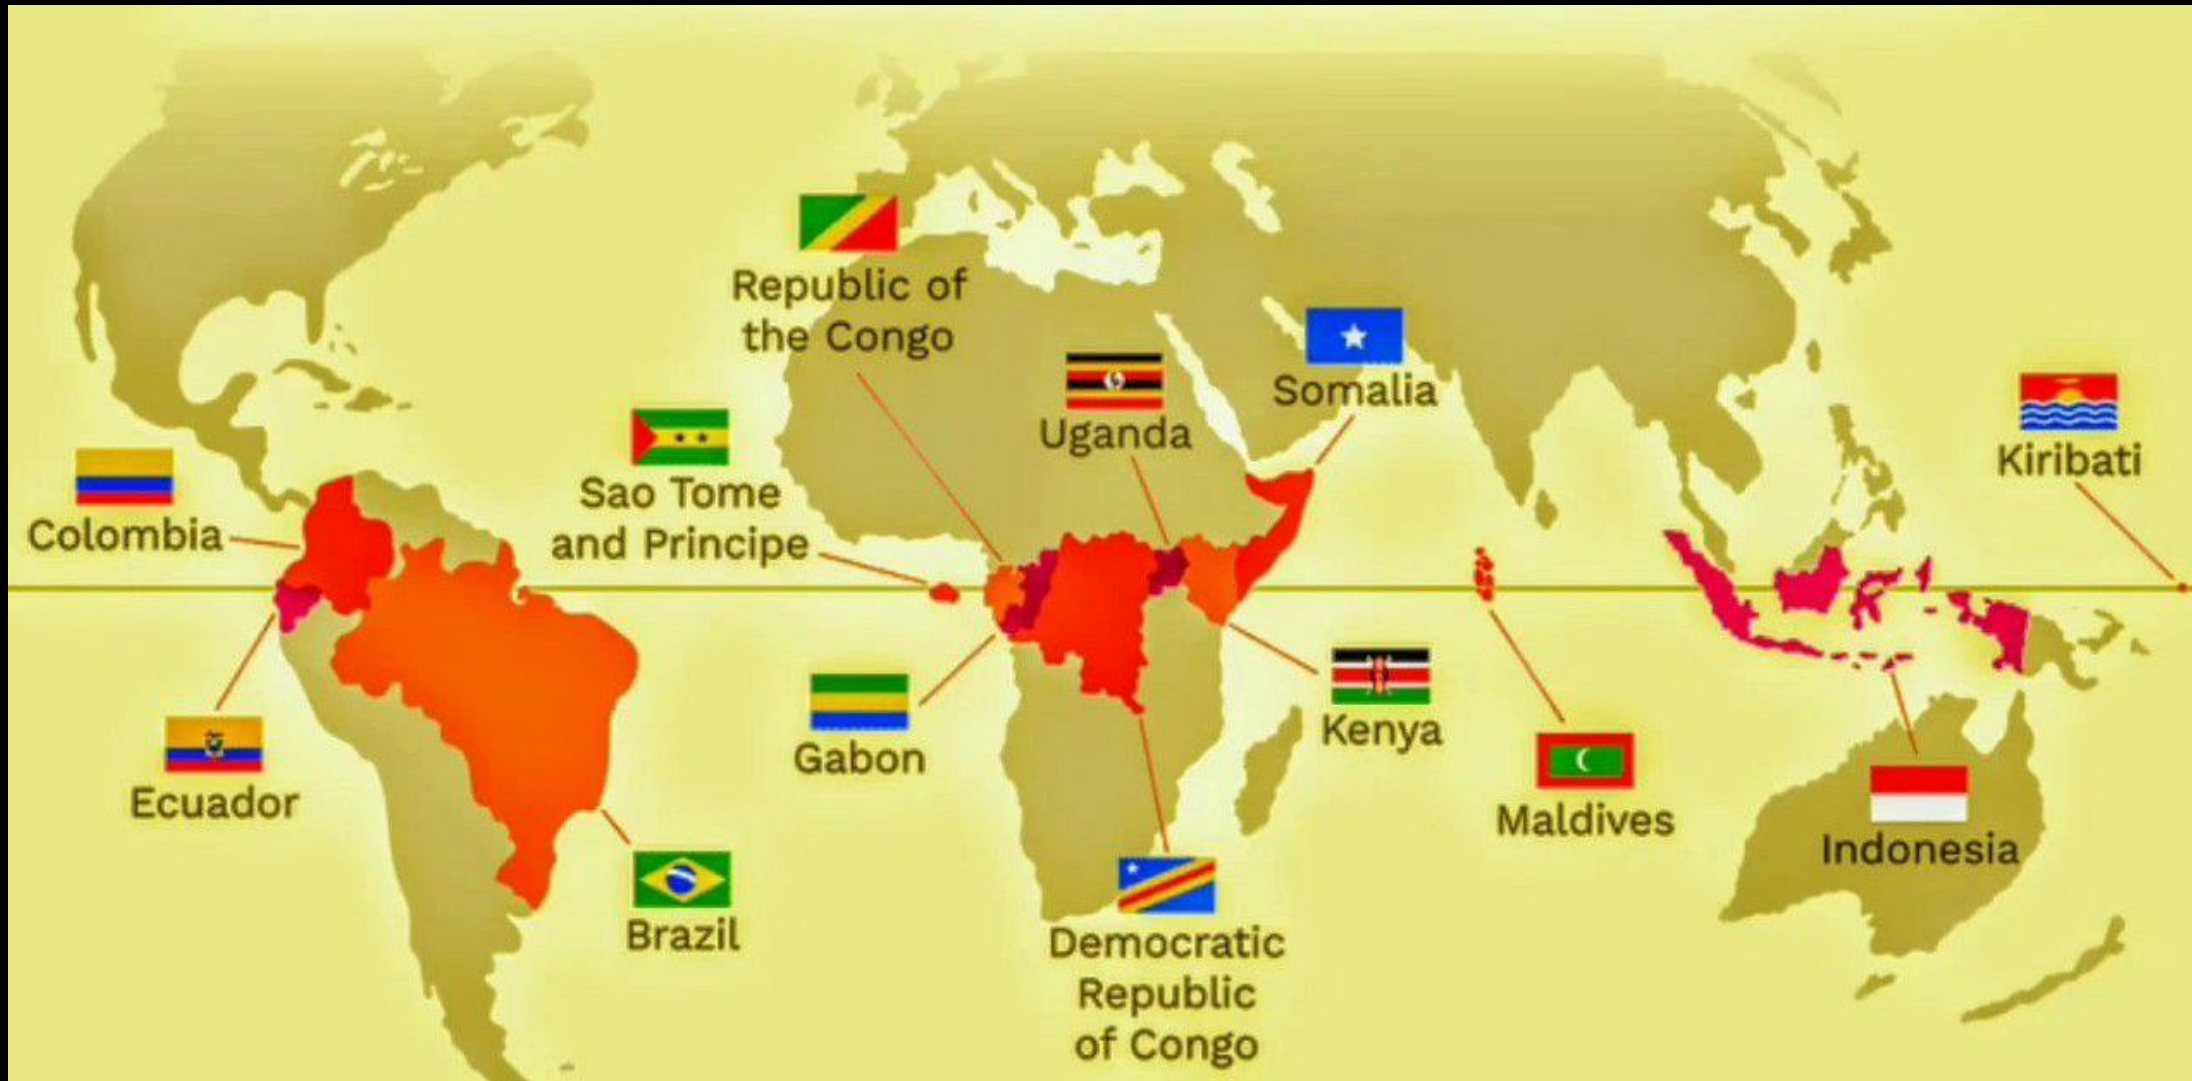 Republic of
the Congo
Somalia
Uganda
Kiribati
Colombia
Sao Tome
and Principe
Ecuador
Gabon
Kenya
Maldives
Indonesia
Brazil
Democratic
Republic
of Congo